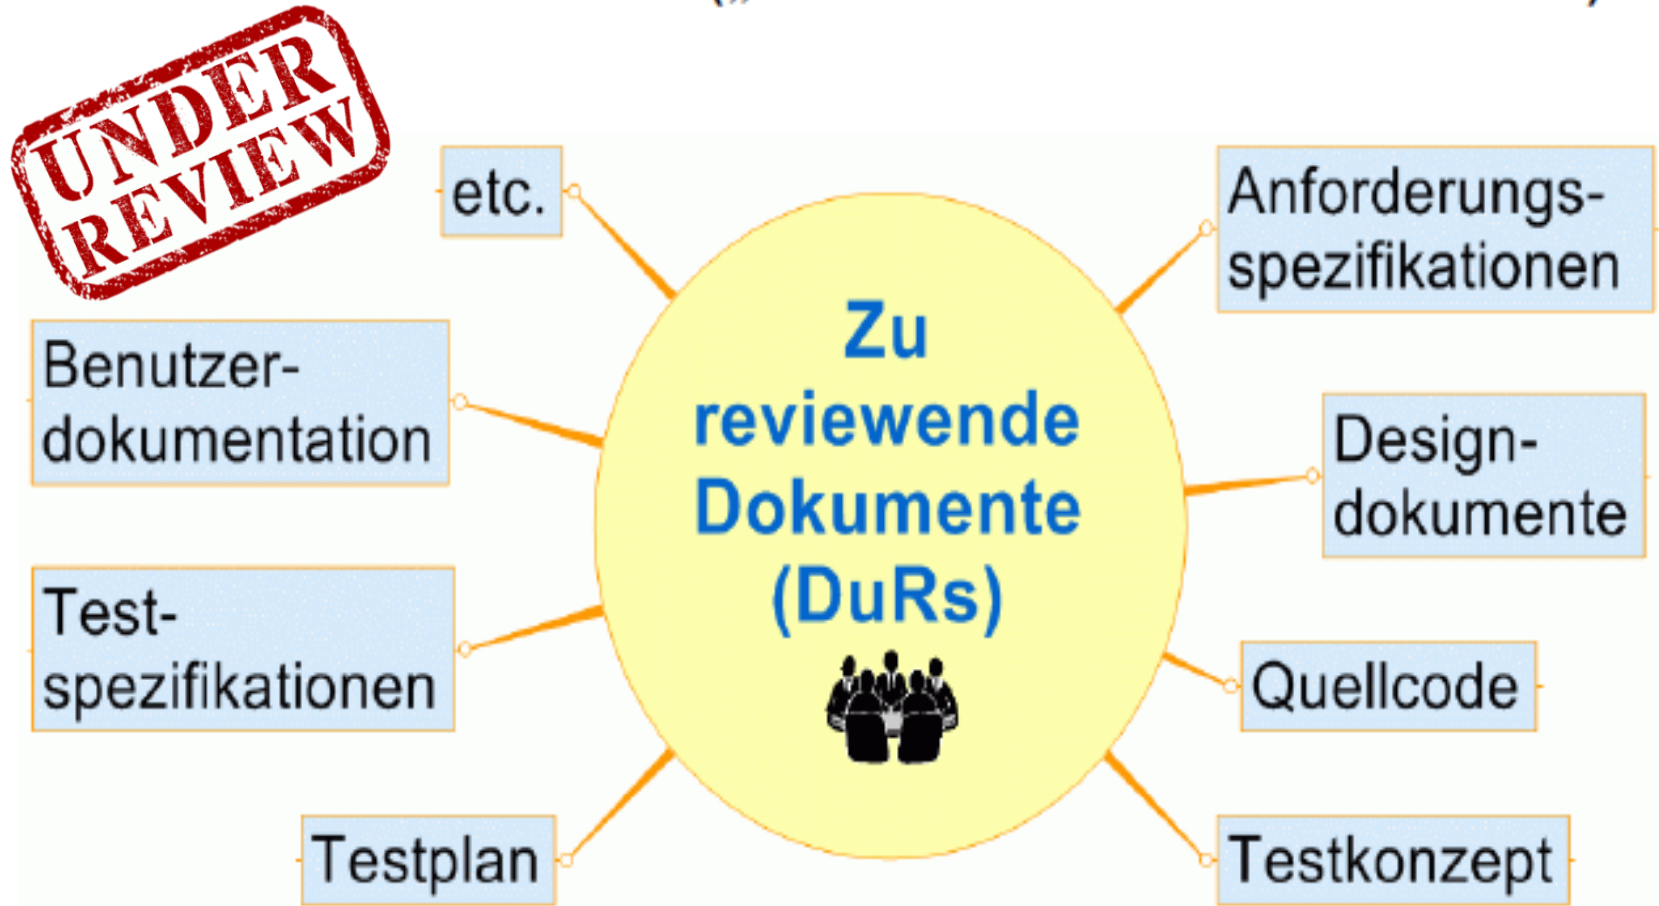 UNDER
REVIEW
etc.
Anforderungs-
spezifikationen
Benutzer-
dokumentation
Zu
reviewende
Dokumente
(DuRs)
Design-
dokumente
Test-
spezifikationen
Quellcode
Testplan
Testkonzept